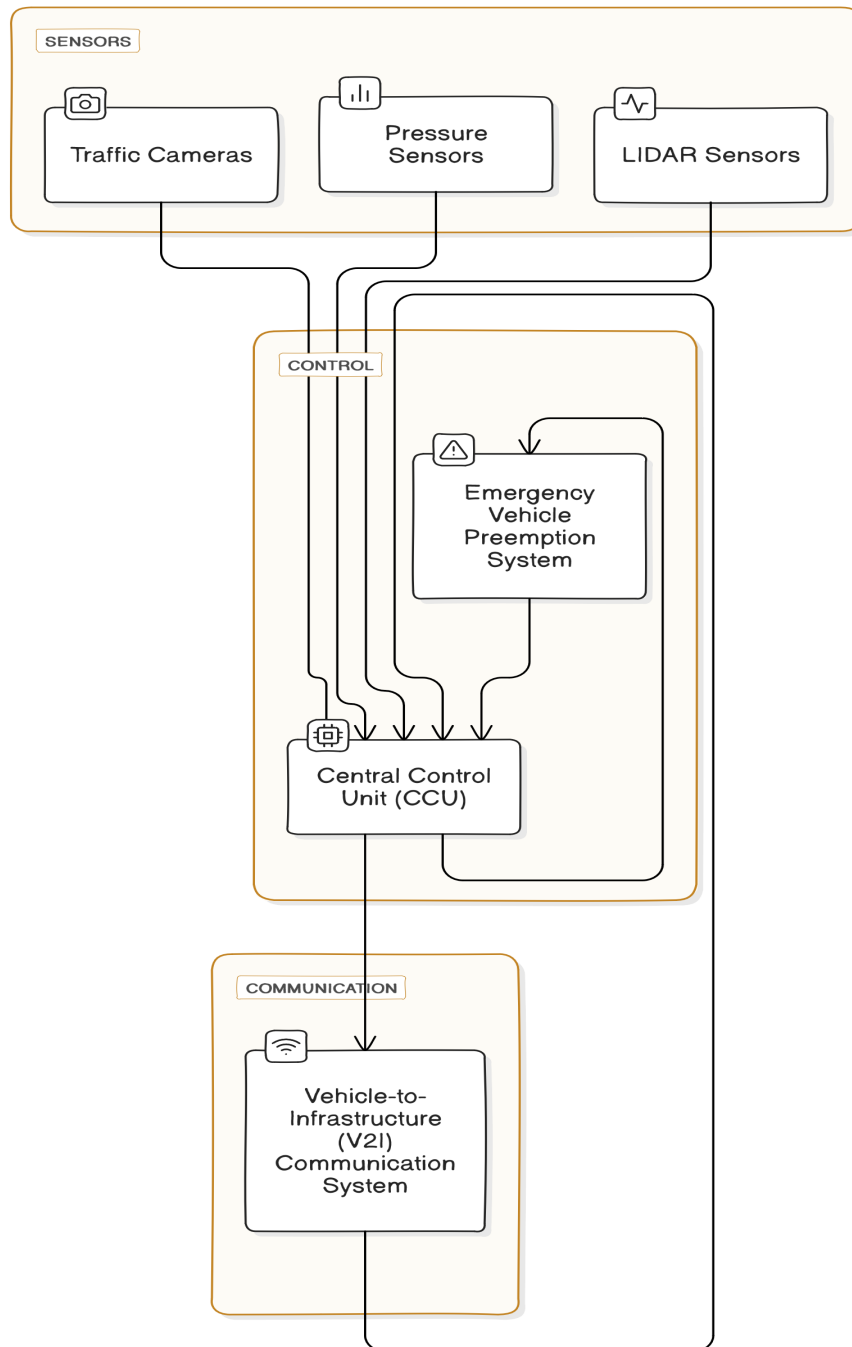 SENSORS
Traffic Cameras
Pressure
Sensors
LIDAR Sensors
CONTROL
Emergency
Vehicle
Preemption
System
Central Control
Unit (CCU)
COMMUNICATION
Vehicle-to-
Infrastructure
(V2I)
Communication
System